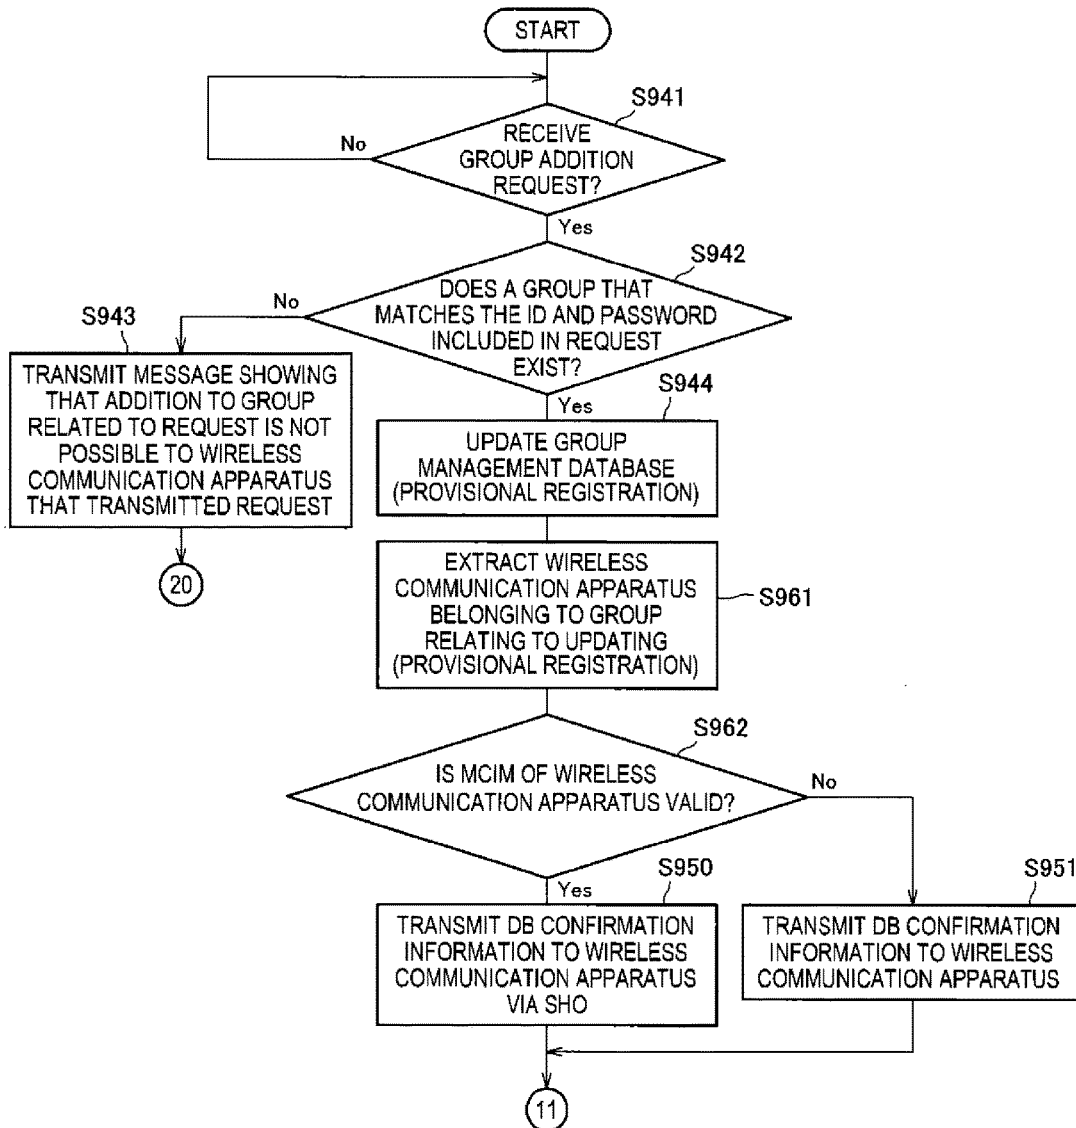 START
S941
RECEIVE
GROUP ADDITION
REQUEST?
No
Yes
S942
DOES A GROUP THAT
MATCHES THE ID AND PASSWORD
INCLUDED IN REQUEST
EXIST?
No
Yes
S943
TRANSMIT MESSAGE SHOWING
THAT ADDITION TO GROUP
RELATED TO REQUEST IS NOT
POSSIBLE TO WIRELESS
COMMUNICATION APPARATUS
THAT TRANSMITTED REQUEST
20
S944
UPDATE GROUP
MANAGEMENT DATABASE
(PROVISIONAL REGISTRATION)
EXTRACT WIRELESS
COMMUNICATION APPARATUS
BELONGING TO GROUP
RELATING TO UPDATING
(PROVISIONAL REGISTRATION)
S961
S962
IS MCIM OF WIRELESS
COMMUNICATION APPARATUS VALID?
No
Yes
S950
TRANSMIT DB CONFIRMATION
INFORMATION TO WIRELESS
COMMUNICATION APPARATUS
VIA SHO
S951
TRANSMIT DB CONFIRMATION
INFORMATION TO WIRELESS
COMMUNICATION APPARATUS
11